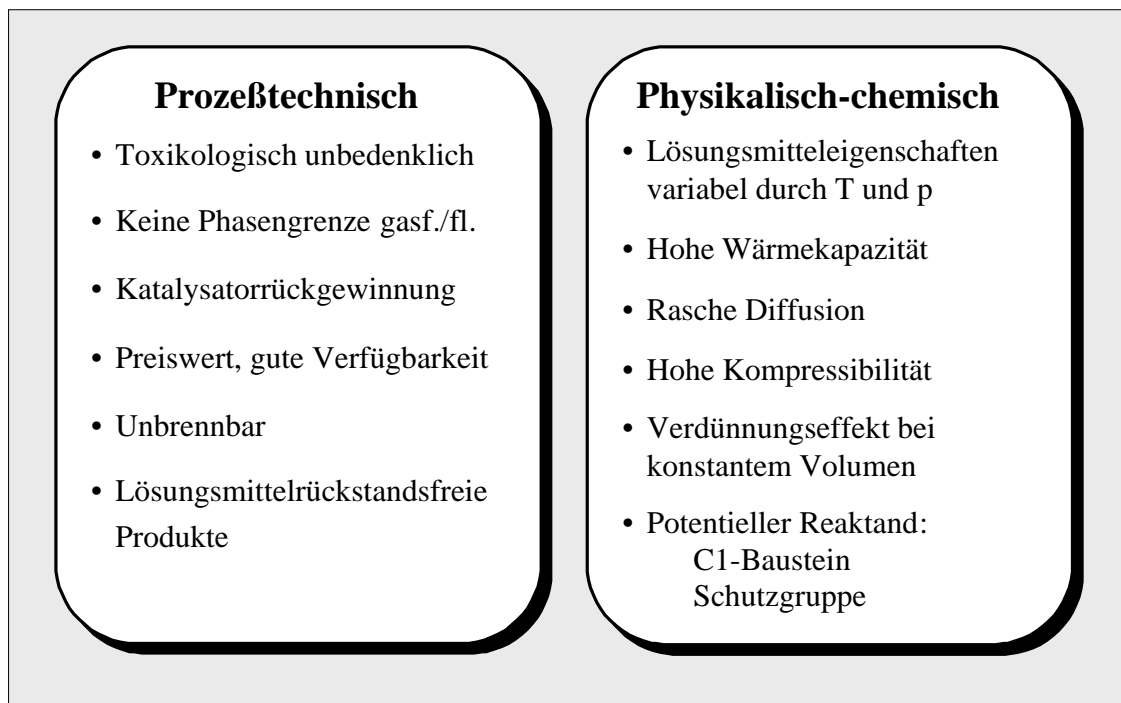 Prozeßtechnisch
• Toxikologisch unbedenklich
• Keine Phasengrenze gasf./fl.
• Katalysatorrückgewinnung
• Preiswert, gute Verfügbarkeit
• Unbrennbar
• Lösungsmittelrückstandsfreie
Produkte
Physikalisch-chemisch
• Lösungsmitteleigenschaften
variabel durch T und p
• Hohe Wärmekapazität
• Rasche Diffusion
• Hohe Kompressibilität
• Verdünnungseffekt bei
konstantem Volumen
• Potentieller Reaktand:
C1-Baustein
Schutzgruppe